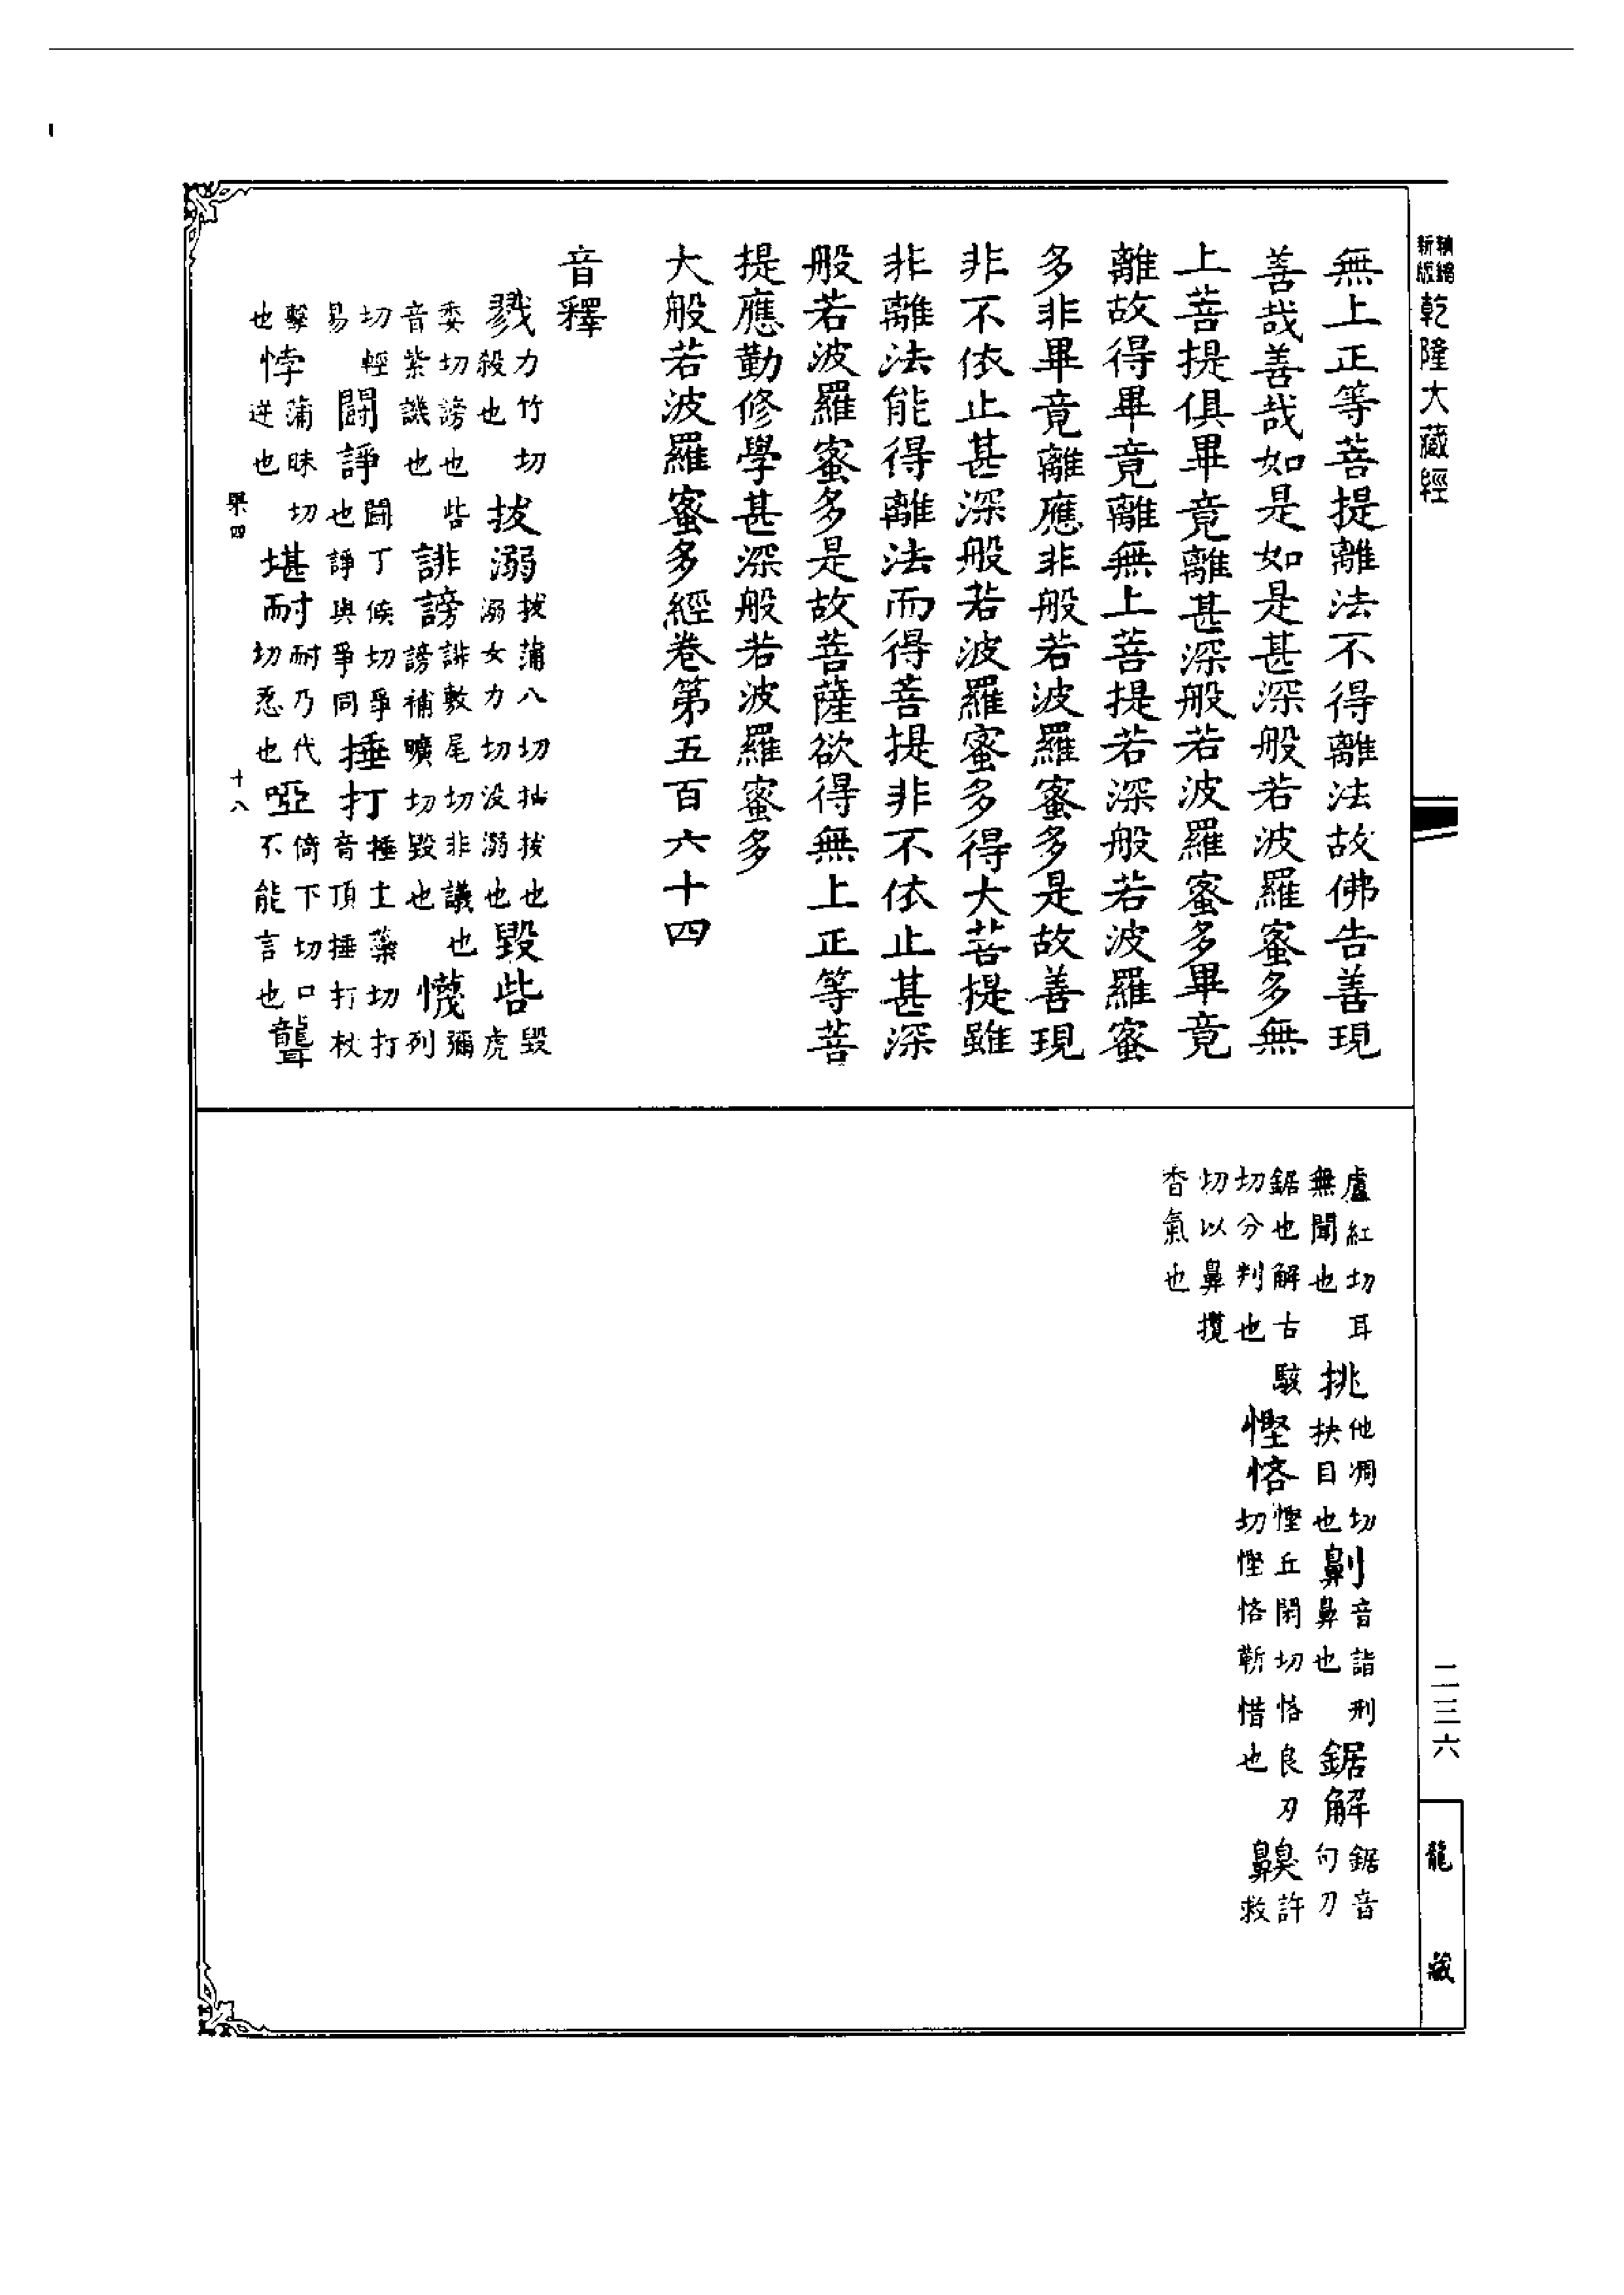 乾隆大藏經
無上正等菩提離法不得離法故佛告善現
善哉善哉如是如是甚深般若波羅蜜多無
上菩提俱畢竟離甚深般若波羅蜜多畢竟
離故得畢竟離無上菩提若深般若波羅蜜
多非畢竟離應非般若波羅蜜多是故善現
非不依止甚深般若波羅蜜多得大菩提雖
非離法能得離法而得菩提非不依止甚深
般若波羅蜜多是故菩薩欲得無上正等菩
提應勤修學甚深般若波羅蜜多
大般若波羅蜜多經卷第五百六十四
音釋
戮力竹切殺也 拔溺拔蒲八切抽拔也溺女力切沒溺也 毀呰毀虎
委切謗也呰音紫譏也 誹謗誹敷尾切非議也謗補曠切毀也 懱彌列
切輕易 鬪諍鬪丁候切爭也諍與爭同 捶打捶士藥切打音頂捶打杖
擊也 悖蒲昧切逆也 堪耐耐乃代切忍也 啞倚下切口不能言也 聾
果四 十八
盧紅切耳無聞也 挑他凋切抉目也 劓音詣刑鼻也 鋸解鋸音句刀
鋸也解古駭切分判也 慳悋慳丘閑切悋良刃切慳悋靳惜也 齅許救
切以鼻攬香氣也
二三六
龍藏